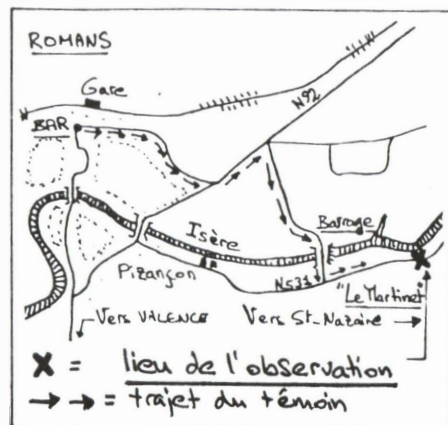 ROMANS
Gare
N92
BAR
Isère
Barrage
Pizançon
N531
"Le Martinet"
Vers VALENCE
Vers St-Nazaire
X = lieu de l'observation
→ → = trajet du témoin